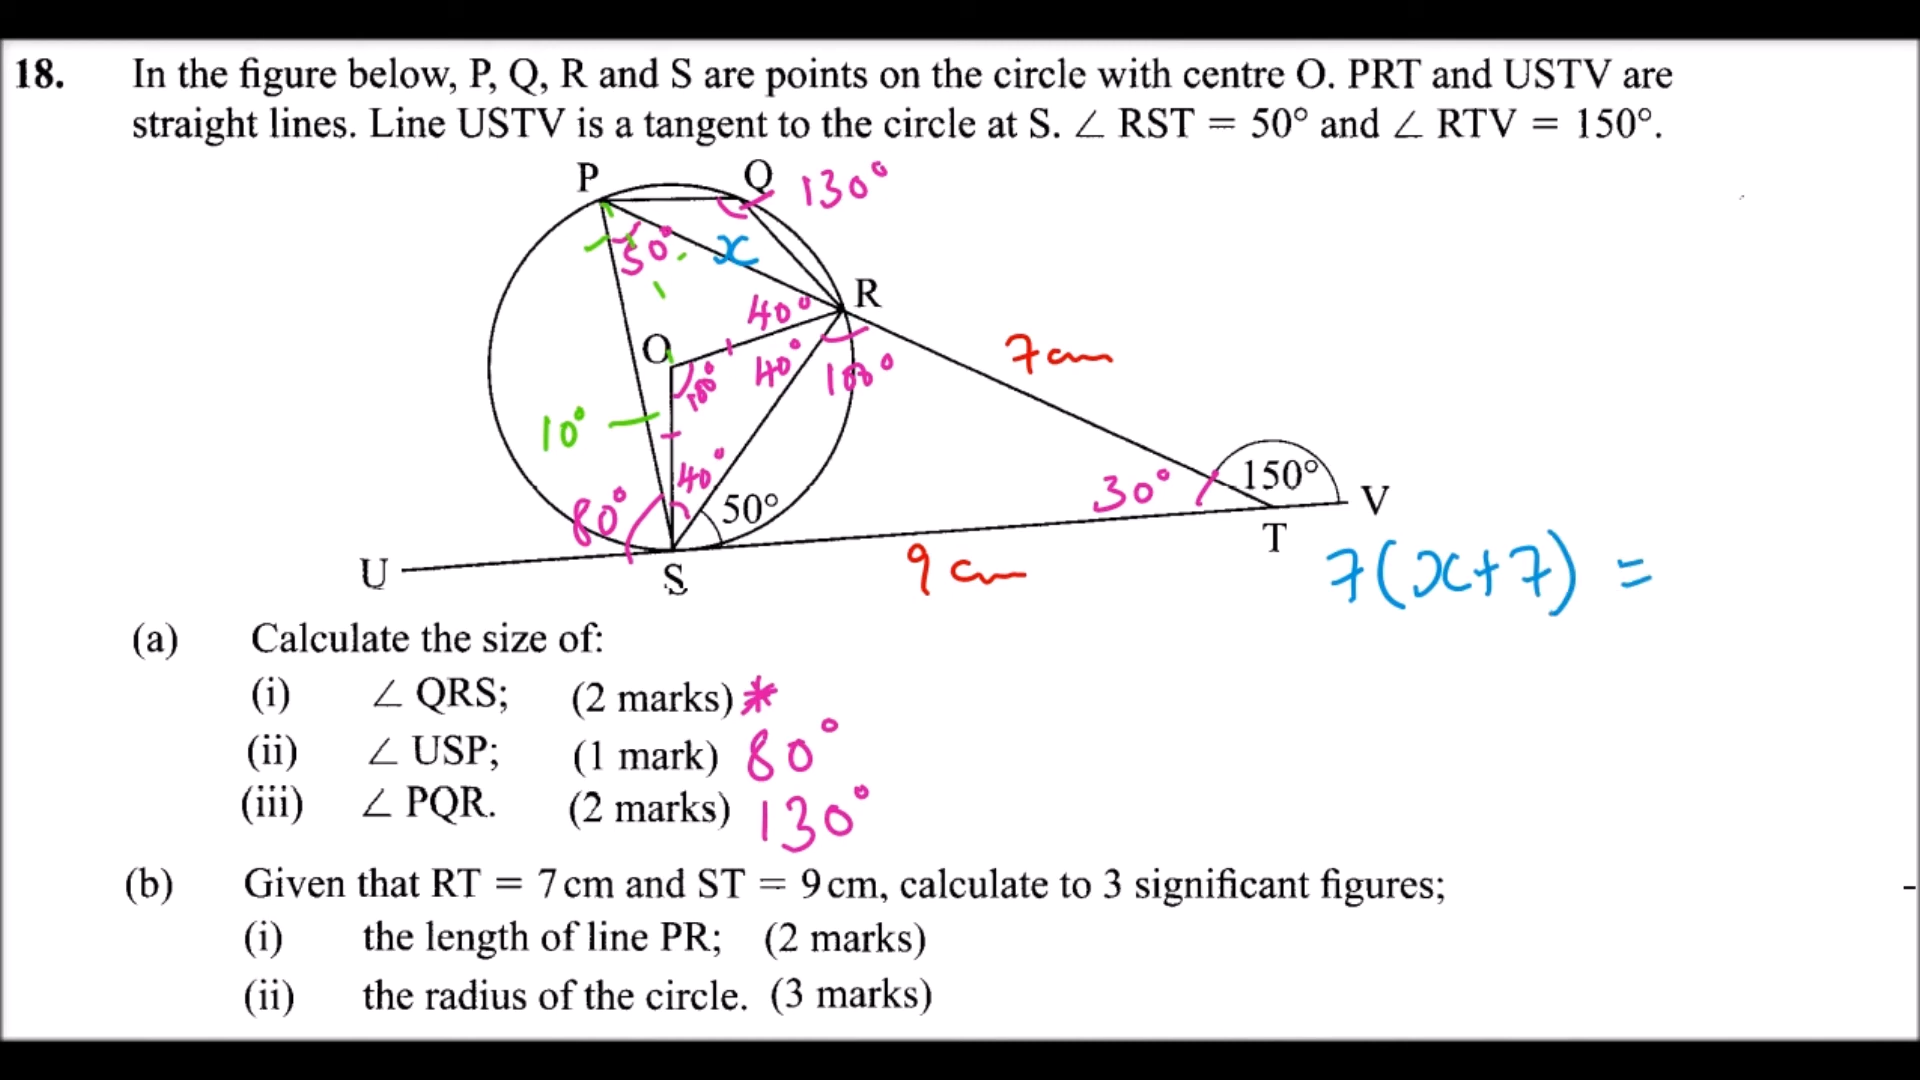 18. In the figure below, P, Q, R and S are points on the circle with centre O. PRT and USTV are
straight lines. Line USTV is a tangent to the circle at S. ∠ RST = 50° and ∠ RTV = 150°.
P Q 130°
50° x
R
40°
7cm
O 40° 100°
100°
10°
40°
80° 50° 30° 150° V
T
U S 9cm 7(x+7) =
(a) Calculate the size of:
(i) ∠ QRS; (2 marks) *
(ii) ∠ USP; (1 mark) 80°
(iii) ∠ PQR. (2 marks) 130°
(b) Given that RT = 7 cm and ST = 9 cm, calculate to 3 significant figures;
(i) the length of line PR; (2 marks)
(ii) the radius of the circle. (3 marks)